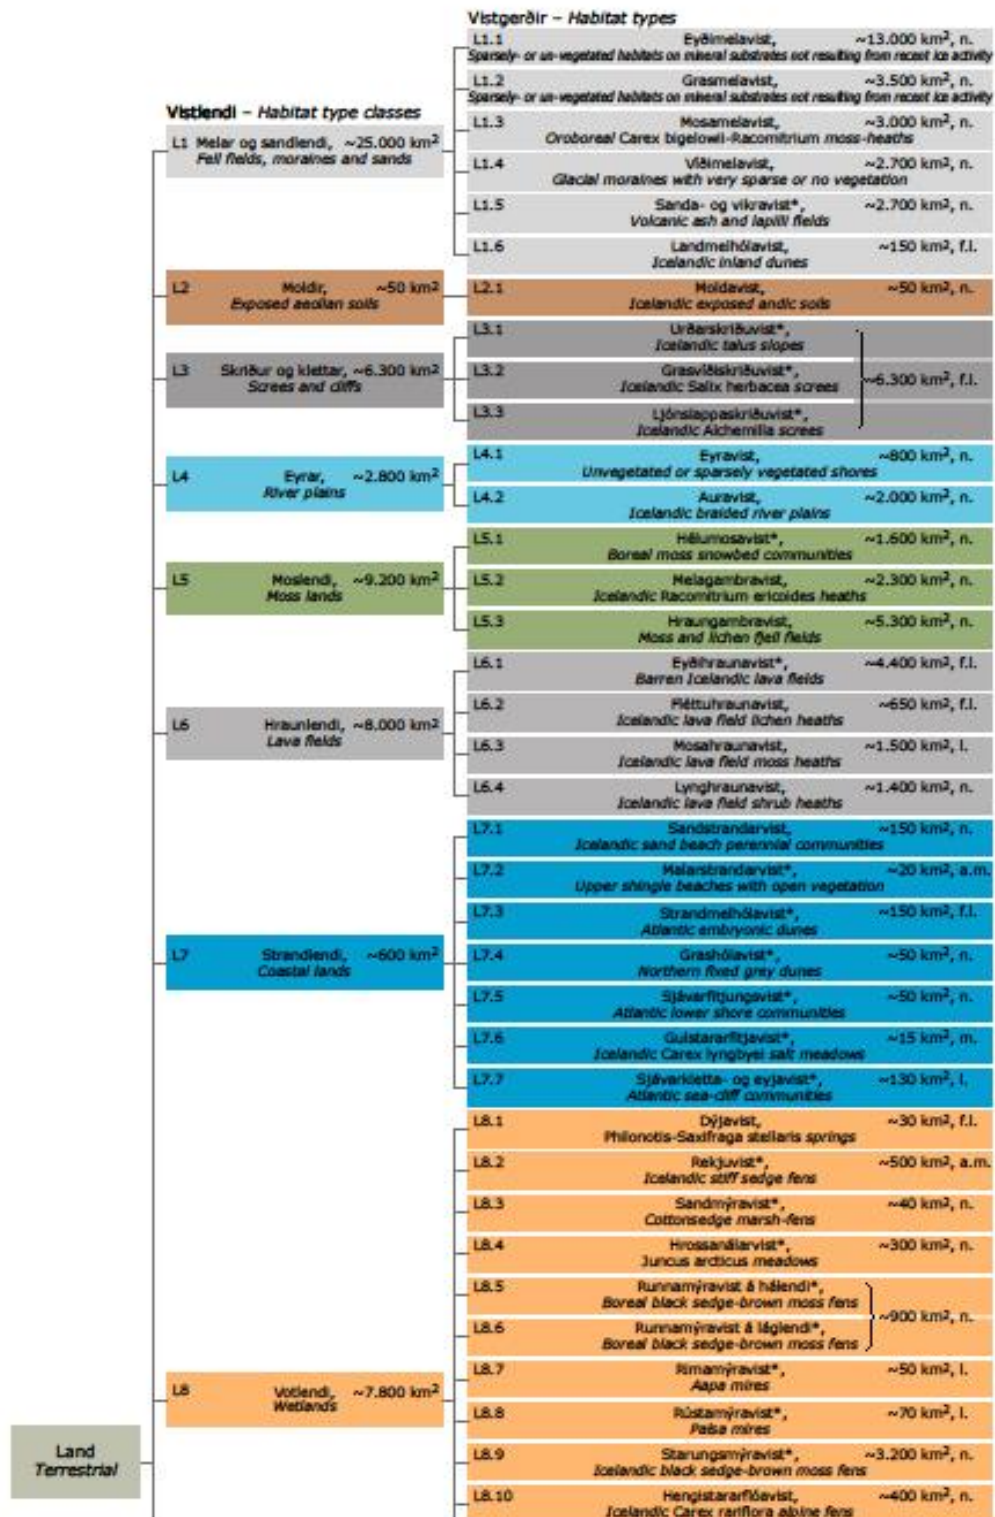 Vistgerðir – Habitat types
L1.1 Eyðimelavist, ~13.000 km², n.
Sparsely- or un-vegetated habitats on mineral substrates not resulting from recent ice activity
L1.2 Grasmelavist, ~3.500 km², n.
Sparsely- or un-vegetated habitats on mineral substrates not resulting from recent ice activity
Vistlendi – Habitat type classes
L1 Melar og sandlendi, ~25.000 km²
Fell fields, moraines and sands
L1.3 Mosamelavist, ~3.000 km², n.
Oroboreal Carex bigelowii-Racomitrium moss-heaths
L1.4 Víðimelavist, ~2.700 km², n.
Glacial moraines with very sparse or no vegetation
L1.5 Sanda- og vikravist*, ~2.700 km², n.
Volcanic ash and lapilli fields
L1.6 Landmelhólavist, ~150 km², f.l.
Icelandic inland dunes
L2 Moldir, ~50 km²
Exposed aeolian soils
L2.1 Moldavist, ~50 km², n.
Icelandic exposed andic soils
L3 Skriður og klettar, ~6.300 km²
Screes and cliffs
L3.1 Urðarskriðuvist*,
Icelandic talus slopes
L3.2 Grasvíðiskriðuvist*,
Icelandic Salix herbacea screes
~6.300 km², f.l.
L3.3 Ljónslappaskriðuvist*,
Icelandic Alchemilla screes
L4 Eyrar, ~2.800 km²
River plains
L4.1 Eyravist, ~800 km², n.
Unvegetated or sparsely vegetated shores
L4.2 Auravist, ~2.000 km², n.
Icelandic braided river plains
L5 Moslendi, ~9.200 km²
Moss lands
L5.1 Hélumosavist*, ~1.600 km², n.
Boreal moss snowbed communities
L5.2 Melagambravist, ~2.300 km², n.
Icelandic Racomitrium ericoides heaths
L5.3 Hraungambravist, ~5.300 km², n.
Moss and lichen fjell fields
L6 Hraunlendi, ~8.000 km²
Lava fields
L6.1 Eyðihraunavist*, ~4.400 km², f.l.
Barren Icelandic lava fields
L6.2 Fléttuhraunavist, ~650 km², f.l.
Icelandic lava field lichen heaths
L6.3 Mosahraunavist, ~1.500 km², l.
Icelandic lava field moss heaths
L6.4 Lynghraunavist, ~1.400 km², n.
Icelandic lava field shrub heaths
L7 Strandlendi, ~600 km²
Coastal lands
L7.1 Sandstrandarvist, ~150 km², n.
Icelandic sand beach perennial communities
L7.2 Malarstrandarvist*, ~20 km², a.m.
Upper shingle beaches with open vegetation
L7.3 Strandmelhólavist*, ~150 km², f.l.
Atlantic embryonic dunes
L7.4 Grashólavist*, ~50 km², n.
Northern fixed grey dunes
L7.5 Sjávarfitjungsvist*, ~50 km², n.
Atlantic lower shore communities
L7.6 Gulstararfitjavist*, ~15 km², m.
Icelandic Carex lyngbyei salt meadows
L7.7 Sjávarkletta- og eyjavist*, ~130 km², l.
Atlantic sea-cliff communities
L8 Votlendi, ~7.800 km²
Wetlands
L8.1 Dýjavist, ~30 km², f.l.
Philonotis-Saxifraga stellaris springs
L8.2 Rekjuvist*, ~500 km², a.m.
Icelandic stiff sedge fens
L8.3 Sandmýravist*, ~40 km², n.
Cottonsedge marsh-fens
L8.4 Hrossanálarvist*, ~300 km², n.
Juncus arcticus meadows
L8.5 Runnamýravist á hálendi*,
Boreal black sedge-brown moss fens
~900 km², n.
L8.6 Runnamýravist á láglendi*,
Boreal black sedge-brown moss fens
L8.7 Rimamýravist*, ~50 km², l.
Aapa mires
L8.8 Rústamýravist*, ~70 km², l.
Palsa mires
Land
Terrestrial
L8.9 Starungsmýravist*, ~3.200 km², n.
Icelandic black sedge-brown moss fens
L8.10 Hengistararflóavist, ~400 km², n.
Icelandic Carex rariflora alpine fens